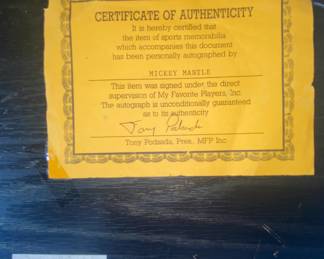 CERTIFICATE OF AUTHENTICITY
It is hereby certified that
the item of sports memorabilia
which accompanies this document
has been personally autographed by
MICKEY MANTLE
This item was signed under the direct
supervision of My Favorite Players, Inc.
The autograph is unconditionally guaranteed
as to its authenticity
Tony Podsada, Pres., MFP Inc